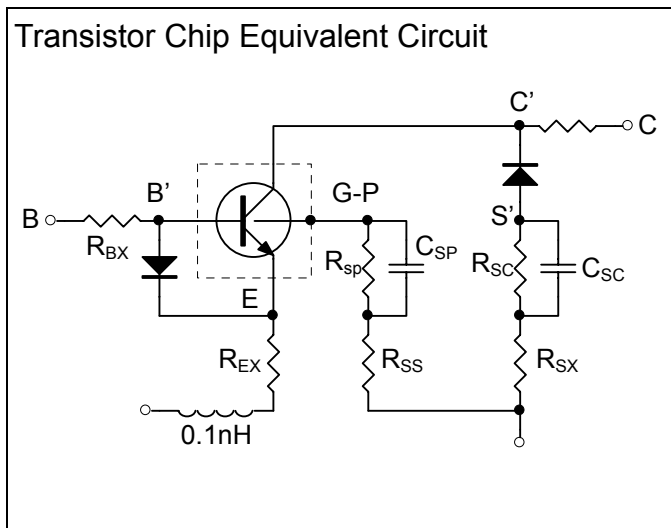 Transistor Chip Equivalent Circuit
C’
C
B’
G-P
S’
B
R_BX
R_sp
C_SP
R_SC
C_SC
E
R_EX
R_SS
R_SX
0.1nH